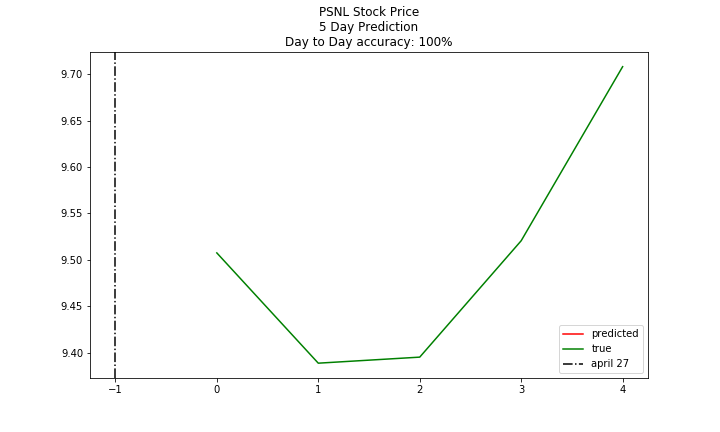 PSNL Stock Price
5 Day Prediction
Day to Day accuracy: 100%
9.70
9.65
9.60
9.55
9.50
9.45
9.40
−1
0
1
2
3
4
predicted
true
april 27